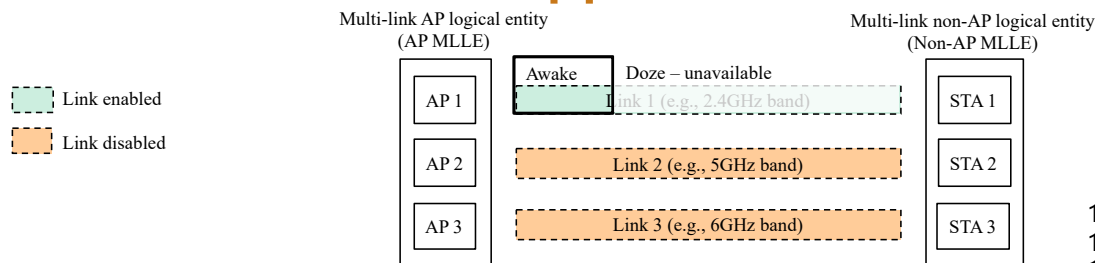 Multi-link AP logical entity
(AP MLLE)
Multi-link non-AP logical entity
(Non-AP MLLE)
Link enabled
Link disabled
Awake
Doze – unavailable
AP 1
Link 1 (e.g., 2.4GHz band)
STA 1
AP 2
Link 2 (e.g., 5GHz band)
STA 2
AP 3
Link 3 (e.g., 6GHz band)
STA 3
1
1